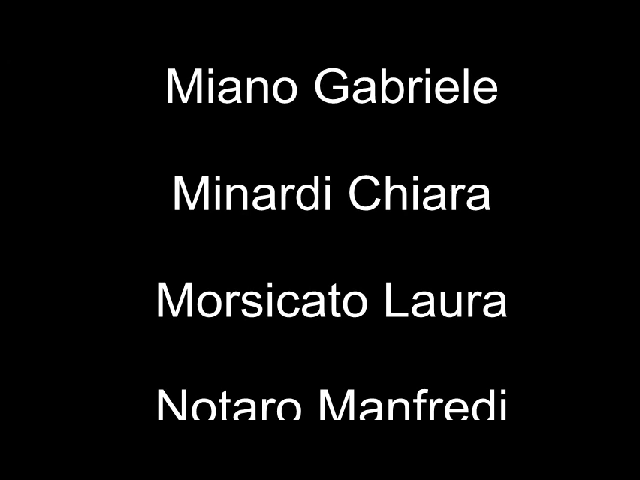 Miano Gabriele
Minardi Chiara
Morsicato Laura
Notaro Manfredi